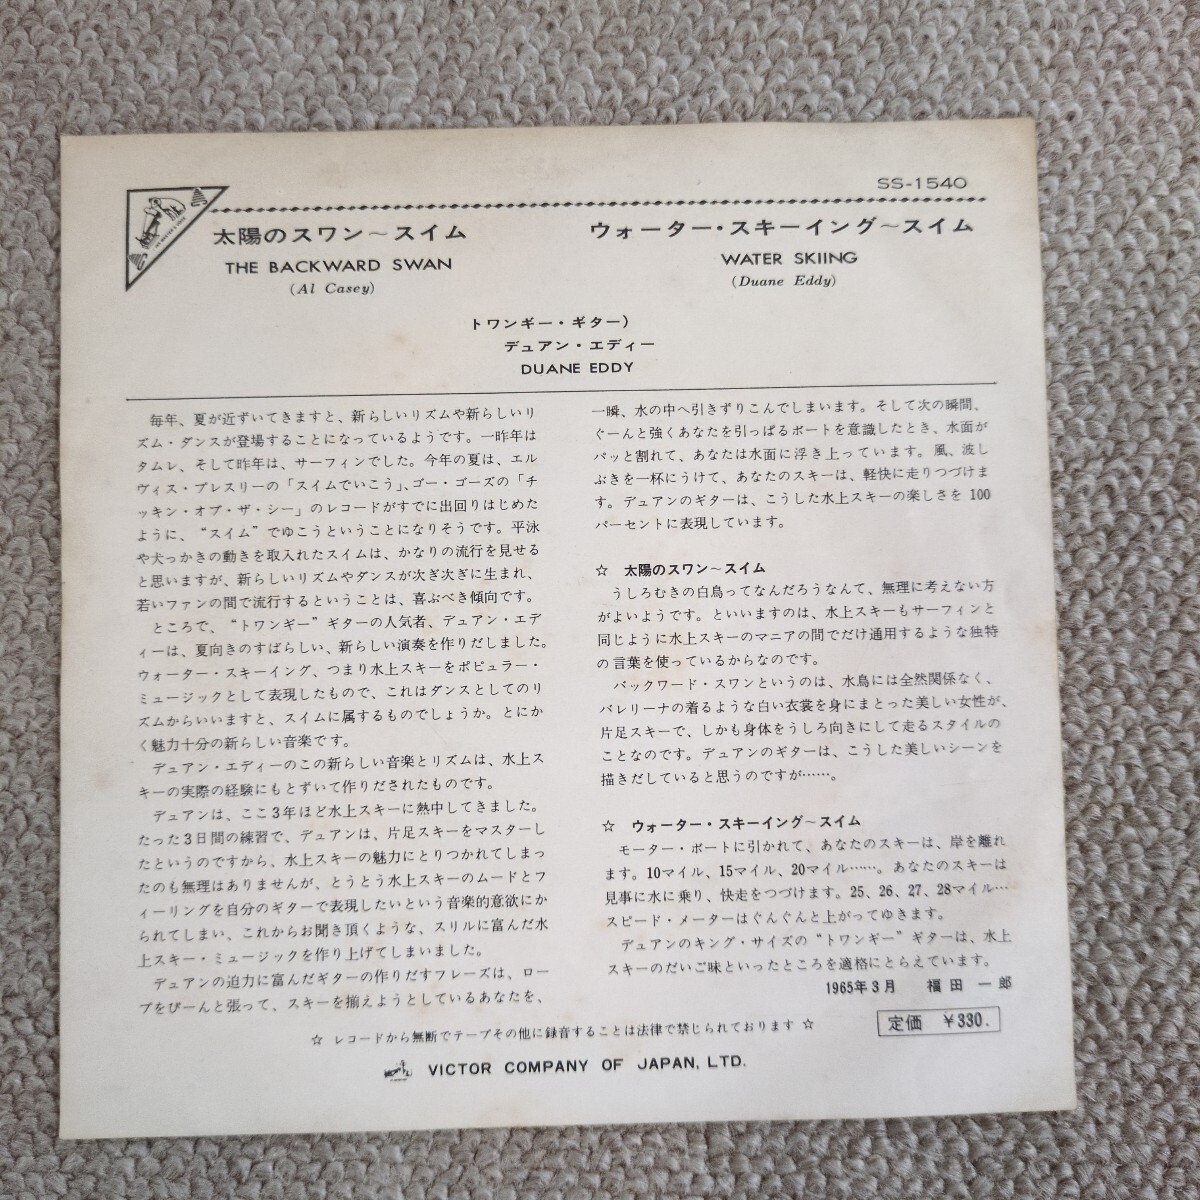 SS-1540
太陽のスワン～スイム
THE BACKWARD SWAN
(Al Casey)
ウォーター・スキーイング～スイム
WATER SKIING
(Duane Eddy)
トワンギー・ギター)
デュアン・エディー
DUANE EDDY
毎年、夏が近ずいてきますと、新らしいリズムや新らしいリ
ズム・ダンスが登場することになっているようです。一昨年は
タムレ、そして昨年は、サーフィンでした。今年の夏は、エル
ヴィス・プレスリーの「スイムでいこう」、ゴー・ゴーズの「チ
ッキン・オブ・ザ・シー」のレコードがすでに出回りはじめた
ように、“スイム”でゆこうということになりそうです。平泳
や犬っかきの動きを取入れたスイムは、かなりの流行を見せる
と思いますが、新らしいリズムやダンスが次ぎ次ぎに生まれ、
若いファンの間で流行するということは、喜ぶべき傾向です。
ところで、“トワンギー”ギターの人気者、デュアン・エデ
ィーは、夏向きのすばらしい、新らしい演奏を作りだしました。
ウォーター・スキーイング、つまり水上スキーをポピュラー・
ミュージックとして表現したもので、これはダンスとしてのリ
ズムからいいますと、スイムに属するものでしょうか。とにか
く魅力十分の新らしい音楽です。
デュアン・エディーのこの新らしい音楽とリズムは、水上ス
キーの実際の経験にもとずいて作りだされたものです。
デュアンは、ここ3年ほど水上スキーに熱中してきました。
たった3日間の練習で、デュアンは、片足スキーをマスターし
たというのですから、水上スキーの魅力にとりつかれてしまっ
たのも無理はありませんが、とうとう水上スキーのムードとフ
ィーリングを自分のギターで表現したいという音楽的意欲にか
られてしまい、これからお聞き頂くような、スリルに富んだ水
上スキー・ミュージックを作り上げてしまいました。
デュアンの迫力に富んだギターの作りだすフレーズは、ロー
プをぴーんと張って、スキーを揃えようとしているあなたを、
一瞬、水の中へ引きずりこんでしまいます。そして次の瞬間、
ぐーんと強くあなたを引っぱるボートを意識したとき、水面が
パッと割れて、あなたは水面に浮き上っています。風、波し
ぶきを一杯にうけて、あなたのスキーは、軽快に走りつづけま
す。デュアンのギターは、こうした水上スキーの楽しさを 100
パーセントに表現しています。
☆ 太陽のスワン～スイム
うしろむきの白鳥ってなんだろうなんて、無理に考えない方
がよいようです。といいますのは、水上スキーもサーフィンと
同じように水上スキーのマニアの間でだけ通用するような独特
の言葉を使っているからなのです。
バックワード・スワンというのは、水鳥には全然関係なく、
バレリーナの着るような白い衣裳を身にまとった美しい女性が、
片足スキーで、しかも身体をうしろ向きにして走るスタイルの
ことなのです。デュアンのギターは、こうした美しいシーンを
描きだしていると思うのですが……。
☆ ウォーター・スキーイング～スイム
モーター・ボートに引かれて、あなたのスキーは、岸を離れ
ます。10マイル、15マイル、20マイル……。あなたのスキーは
見事に水に乗り、快走をつづけます。25、26、27、28マイル…
スピード・メーターはぐんぐんと上がってゆきます。
デュアンのキング・サイズの“トワンギー”ギターは、水上
スキーのだいご味といったところを適格にとらえています。
1965年3月 福田一郎
☆ レコードから無断でテープその他に録音することは法律で禁じられております ☆
定価 ¥330.
VICTOR COMPANY OF JAPAN, LTD.